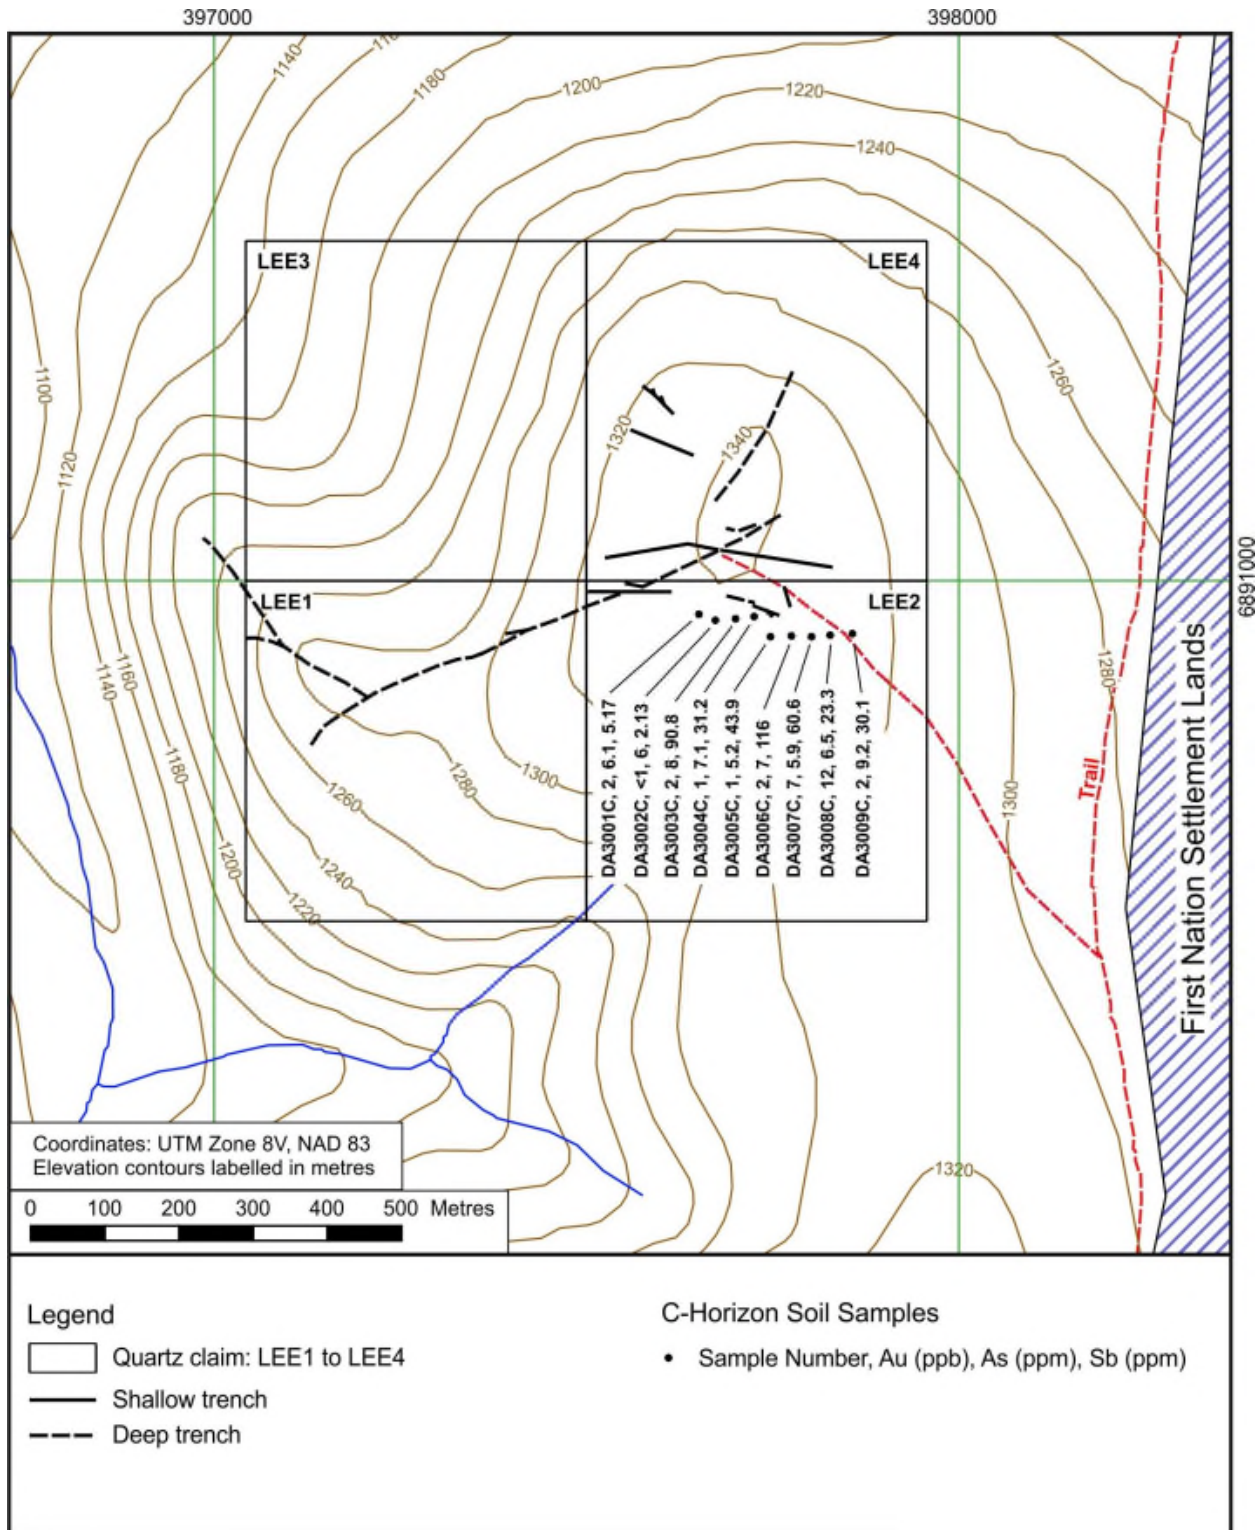 397000
398000
1140
1180
1200
1220
1240
LEE3
LEE4
1260
1100
1320
1340
1120
6891000
LEE1
LEE2
1160
1140
1280
1180
1280
1300
1260
1300
1200
1240
1220
DA3001C, 2, 6.1, 5.17
DA3002C, <1, 6, 2.13
DA3003C, 2, 8, 90.8
DA3004C, 1, 7.1, 31.2
DA3005C, 1, 5.2, 43.9
DA3006C, 2, 7, 116
DA3007C, 7, 5.9, 60.6
DA3008C, 12, 6.5, 23.3
DA3009C, 2, 9.2, 30.1
Trail
First Nation Settlement Lands
1320
Coordinates: UTM Zone 8V, NAD 83
Elevation contours labelled in metres
0 100 200 300 400 500 Metres
Legend
Quartz claim: LEE1 to LEE4
Shallow trench
Deep trench
C-Horizon Soil Samples
• Sample Number, Au (ppb), As (ppm), Sb (ppm)